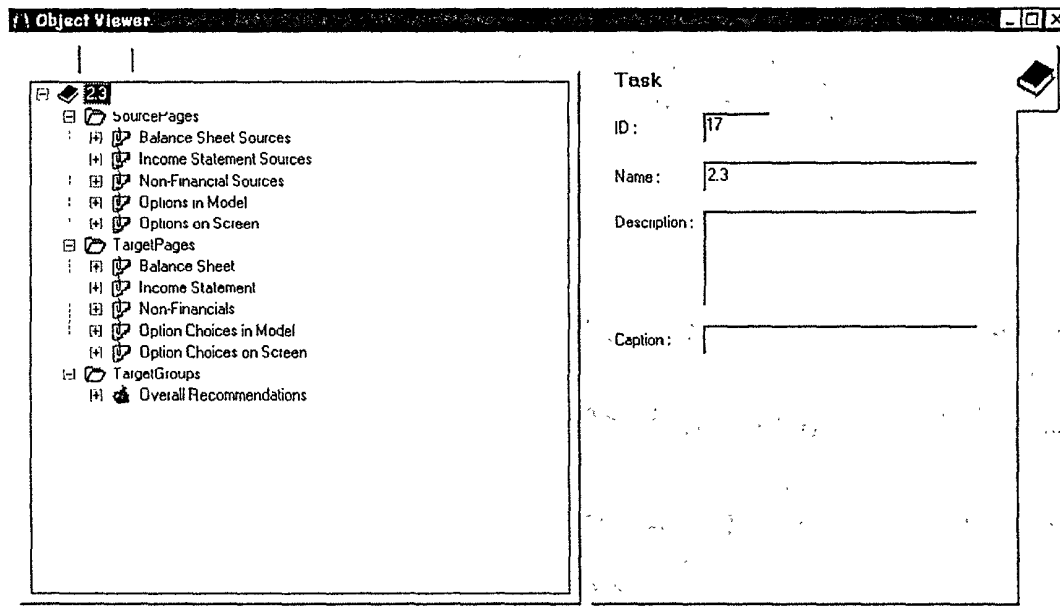 Object Viewer
2.3
SourcePages
Balance Sheet Sources
Income Statement Sources
Non-Financial Sources
Options in Model
Options on Screen
TargetPages
Balance Sheet
Income Statement
Non-Financials
Option Choices in Model
Option Choices on Screen
TargetGroups
Overall Recommendations
Task
ID : 17
Name : 2.3
Description :
Caption :